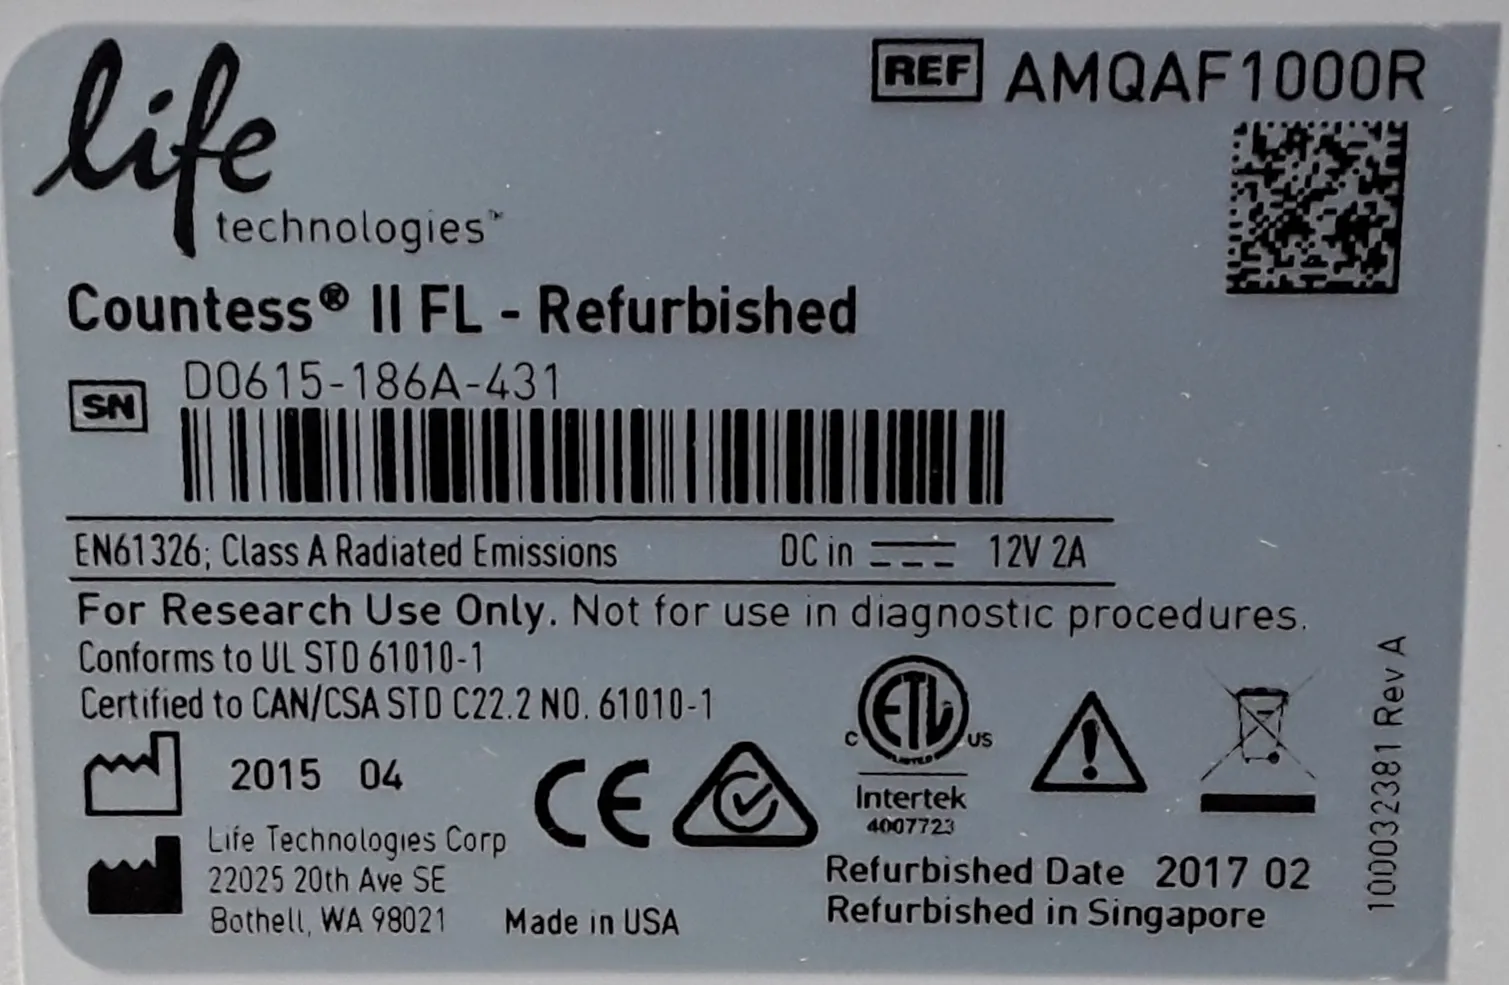 life
technologies™
REF AMQAF1000R
Countess® II FL - Refurbished
SN D0615-186A-431
EN61326; Class A Radiated Emissions DC in 12V 2A
For Research Use Only. Not for use in diagnostic procedures.
Conforms to UL STD 61010-1
Certified to CAN/CSA STD C22.2 NO. 61010-1
2015 04
Life Technologies Corp
22025 20th Ave SE
Bothell, WA 98021
Made in USA
CE
C ETL US
LISTED
Intertek
4007723
Refurbished Date 2017 02
Refurbished in Singapore
100032381 Rev A